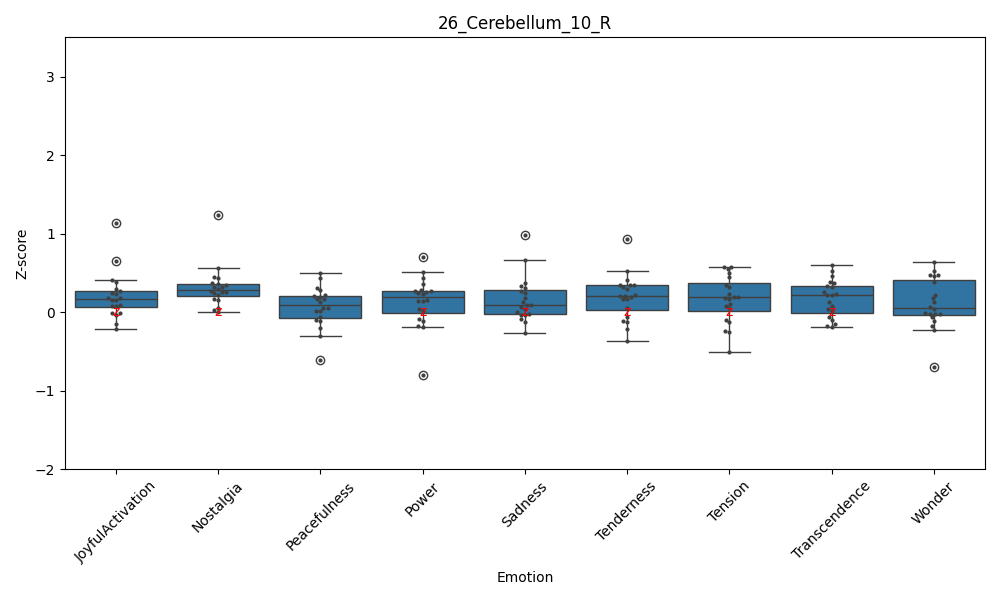 26_Cerebellum_10_R
Z-score
3
2
1
0
−1
−2
JoyfulActivation
Nostalgia
Peacefulness
Power
Sadness
Tenderness
Tension
Transcendence
Wonder
Emotion